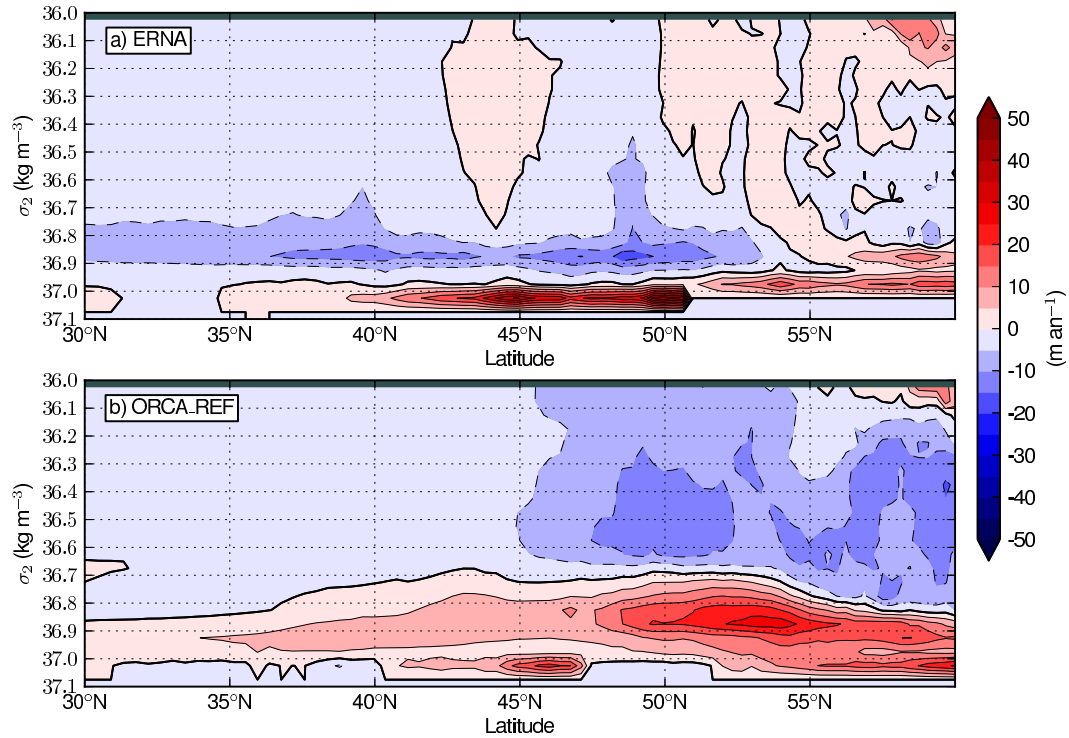 a) ERNA
36.0
36.1
36.3
36.4
36.5
36.6
36.7
36.8
36.9
37.0
37.1
σ₂ (kg m⁻³)
30°N
35°N
40°N
45°N
50°N
55°N
Latitude
b) ORCA_REF
36.0
36.1
36.2
36.3
36.4
36.5
36.6
36.7
36.8
36.9
37.0
37.1
σ₂ (kg m⁻³)
30°N
35°N
40°N
45°N
50°N
55°N
Latitude
50
40
30
20
10
0
-10
-20
-30
-40
-50
(m an⁻¹)